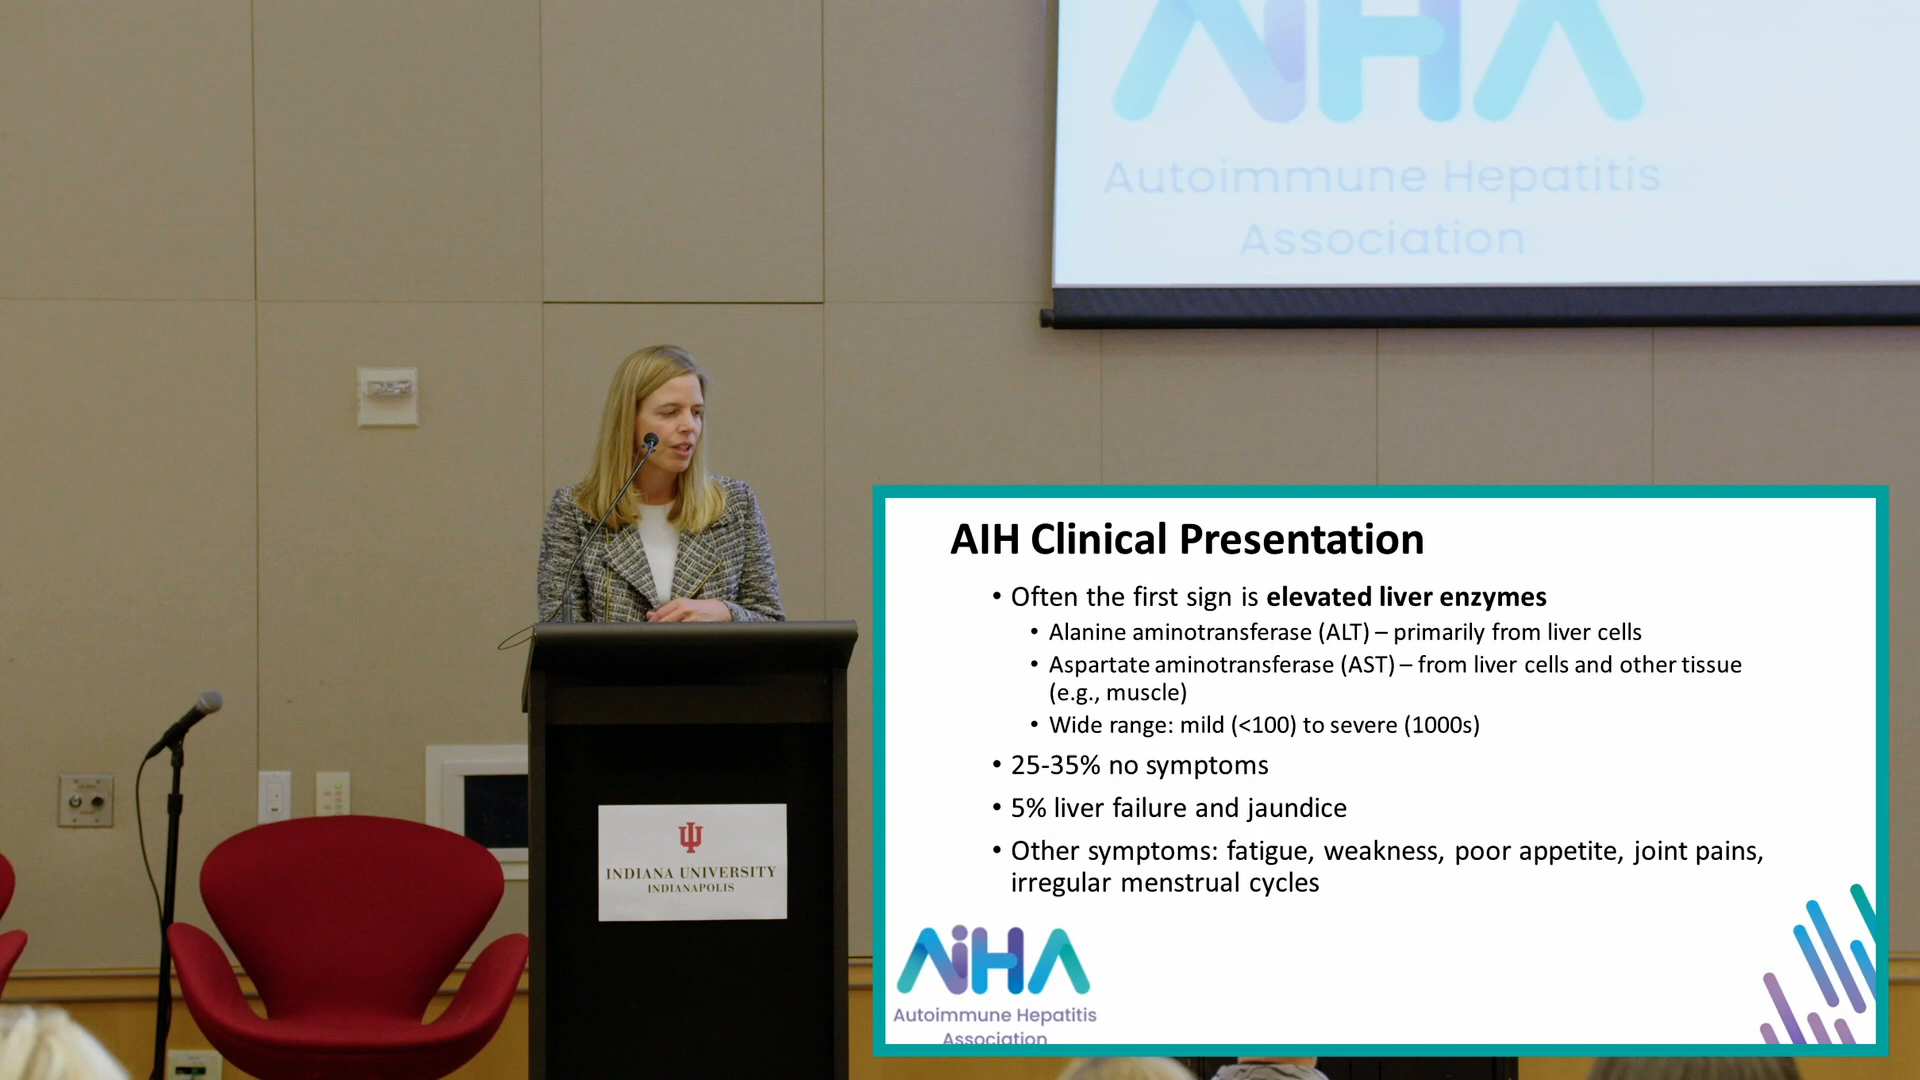 AiHA
Autoimmune Hepatitis
Association
AIH Clinical Presentation
• Often the first sign is elevated liver enzymes
• Alanine aminotransferase (ALT) – primarily from liver cells
• Aspartate aminotransferase (AST) – from liver cells and other tissue
(e.g., muscle)
• Wide range: mild (<100) to severe (1000s)
• 25-35% no symptoms
• 5% liver failure and jaundice
• Other symptoms: fatigue, weakness, poor appetite, joint pains,
irregular menstrual cycles
AiHA
Autoimmune Hepatitis
Association
INDIANA UNIVERSITY
INDIANAPOLIS